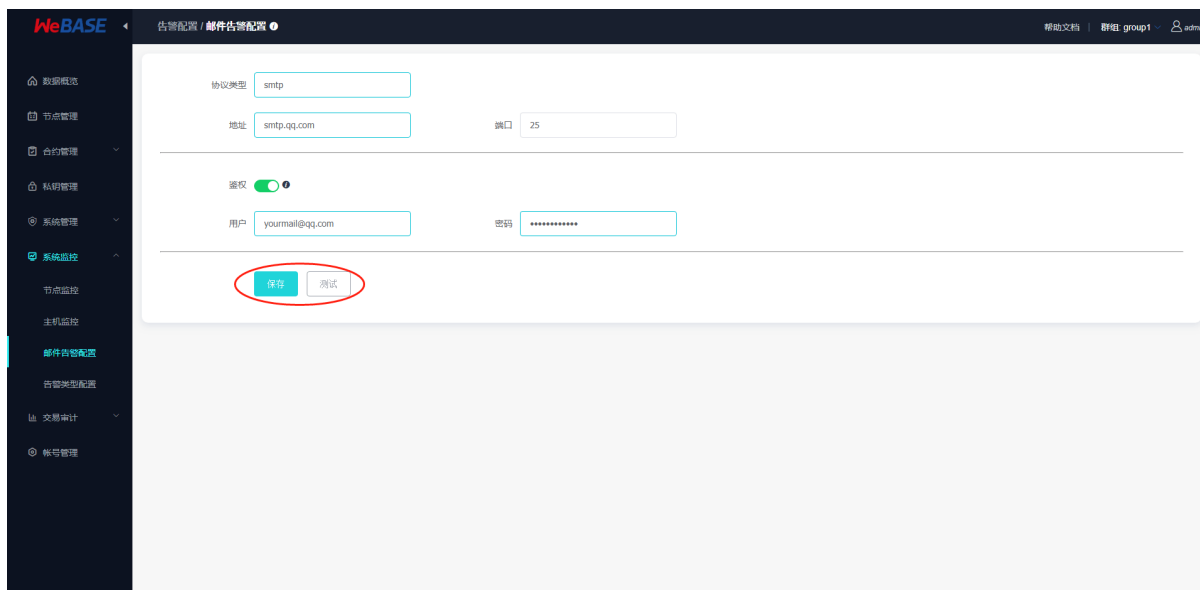 WeBASE
告警配置 / 邮件告警配置
帮助文档 | 群组: group1
数据概览
节点管理
合约管理
私钥管理
系统管理
系统监控
节点监控
主机监控
邮件告警配置
告警类型配置
交易审计
帐号管理
协议类型 smtp
地址 smtp.qq.com 端口 25
鉴权
用户 yourmail@qq.com 密码 ••••••••••••
保存 测试